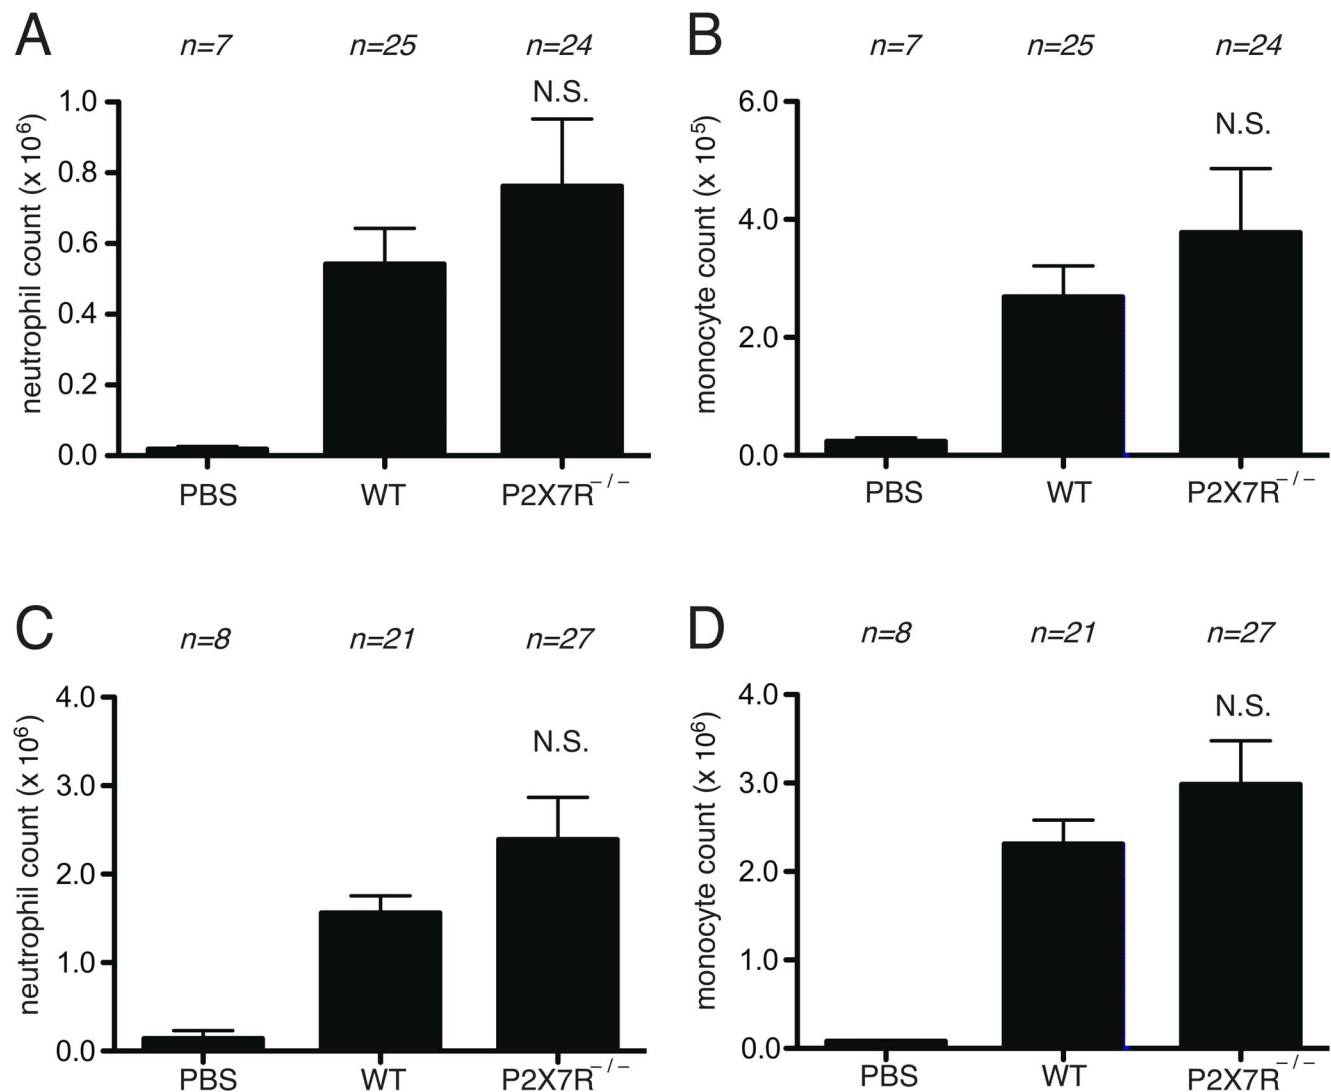 A
n=7 n=25 n=24
N.S.
neutrophil count (x 10⁶)
1.0
0.8
0.6
0.4
0.2
0.0
PBS WT P2X7R⁻/⁻
B
n=7 n=25 n=24
N.S.
monocyte count (x 10⁵)
6.0
4.0
2.0
0.0
PBS WT P2X7R⁻/⁻
C
n=8 n=21 n=27
N.S.
neutrophil count (x 10⁶)
4.0
3.0
2.0
1.0
0.0
PBS WT P2X7R⁻/⁻
D
n=8 n=21 n=27
N.S.
monocyte count (x 10⁶)
4.0
3.0
2.0
1.0
0.0
PBS WT P2X7R⁻/⁻